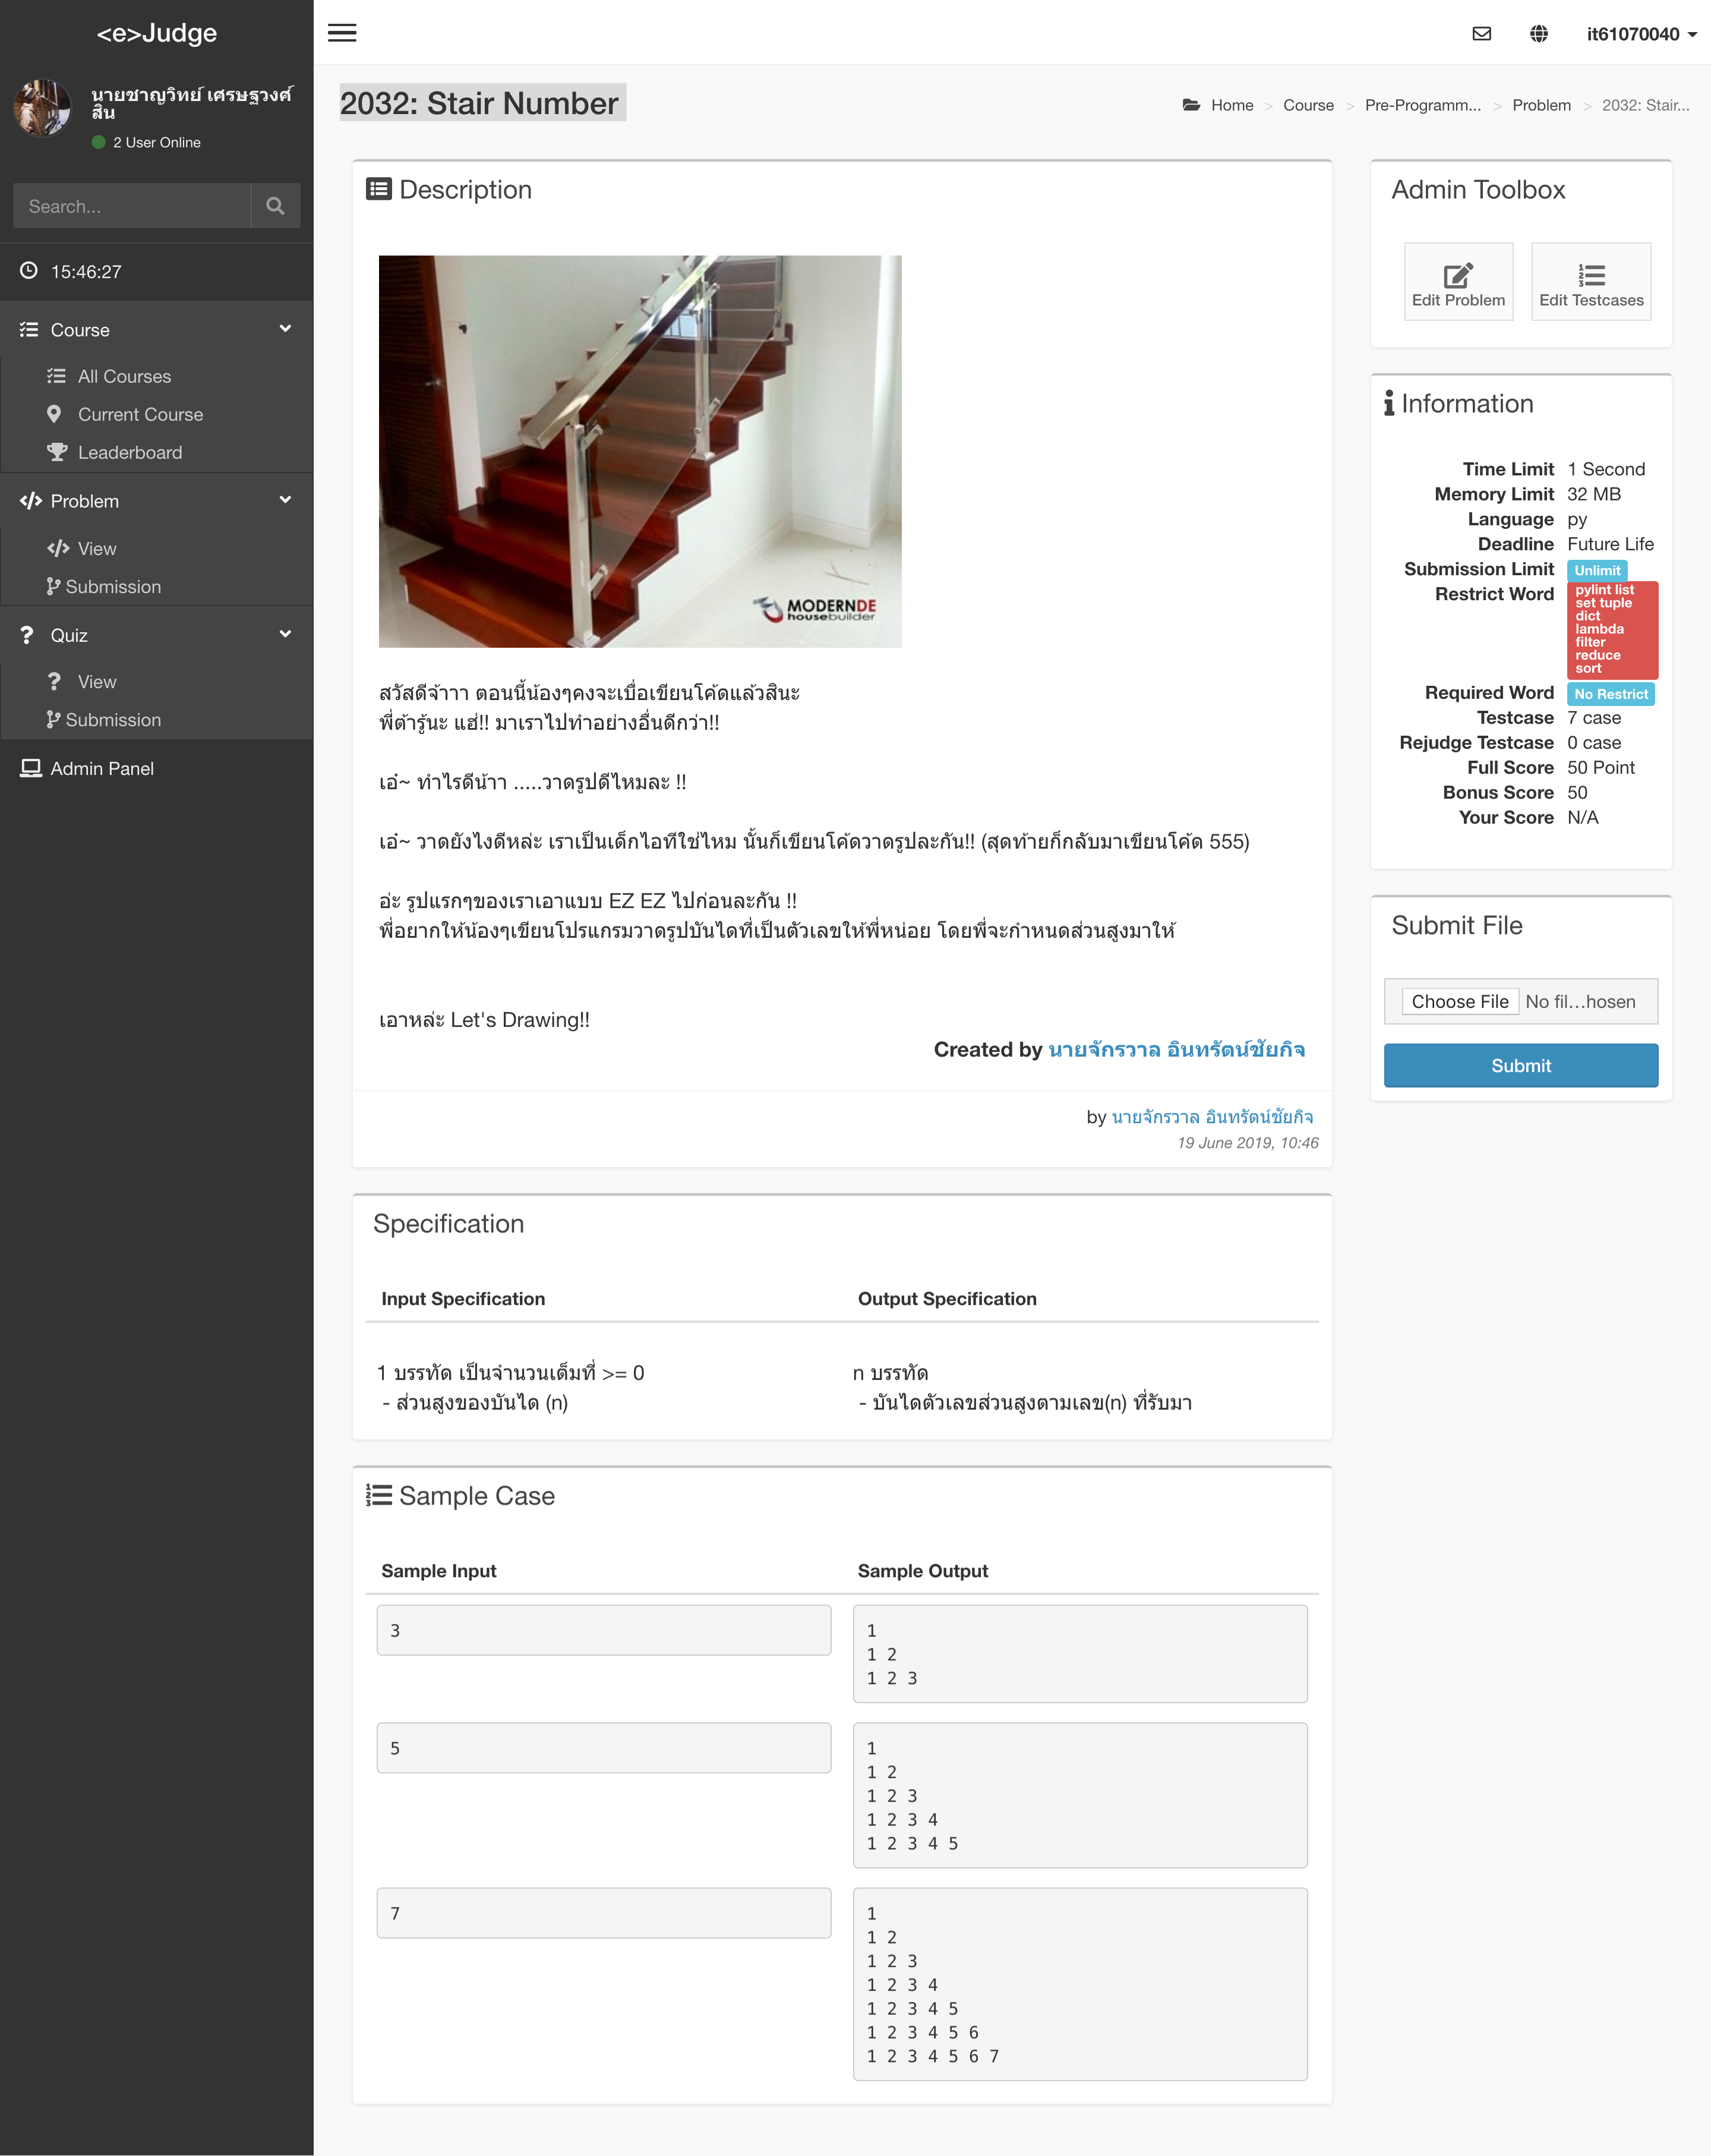 <e>Judge
it61070040
นายชาญวิทย์ เศรษฐวงศ์
สิน
2 User Online
Search...
15:46:27
Course
All Courses
Current Course
Leaderboard
Problem
View
Submission
Quiz
View
Submission
Admin Panel
2032: Stair Number
Home > Course > Pre-Programm... > Problem > 2032: Stair...
Description
MODERNDE
housebuilder
สวัสดีจ้าาา ตอนนี้น้องๆคงจะเบื่อเขียนโค้ดแล้วสินะ
พี่ต้ารู้นะ แฮ่!! มาเราไปทำอย่างอื่นดีกว่า!!
เอ๋~ ทำไรดีน้าา .....วาดรูปดีไหมละ !!
เอ๋~ วาดยังไงดีหล่ะ เราเป็นเด็กไอทีใช่ไหม นั้นก็เขียนโค้ดวาดรูปละกัน!! (สุดท้ายก็กลับมาเขียนโค้ด 555)
อ่ะ รูปแรกๆของเราเอาแบบ EZ EZ ไปก่อนละกัน !!
พี่อยากให้น้องๆเขียนโปรแกรมวาดรูปบันไดที่เป็นตัวเลขให้พี่หน่อย โดยพี่จะกำหนดส่วนสูงมาให้
เอาหล่ะ Let's Drawing!!
Created by นายจักรวาล อินทรัตน์ชัยกิจ
by นายจักรวาล อินทรัตน์ชัยกิจ
19 June 2019, 10:46
Specification
Input Specification
Output Specification
1 บรรทัด เป็นจำนวนเต็มที่ >= 0
- ส่วนสูงของบันได (n)
n บรรทัด
- บันไดตัวเลขส่วนสูงตามเลข(n) ที่รับมา
Sample Case
Sample Input
Sample Output
3
1
1 2
1 2 3
5
1
1 2
1 2 3
1 2 3 4
1 2 3 4 5
7
1
1 2
1 2 3
1 2 3 4
1 2 3 4 5
1 2 3 4 5 6
1 2 3 4 5 6 7
Admin Toolbox
Edit Problem
Edit Testcases
Information
Time Limit 1 Second
Memory Limit 32 MB
Language py
Deadline Future Life
Submission Limit Unlimit
Restrict Word pylint list
set tuple
dict
lambda
filter
reduce
sort
Required Word No Restrict
Testcase 7 case
Rejudge Testcase 0 case
Full Score 50 Point
Bonus Score 50
Your Score N/A
Submit File
Choose File No fil...hosen
Submit